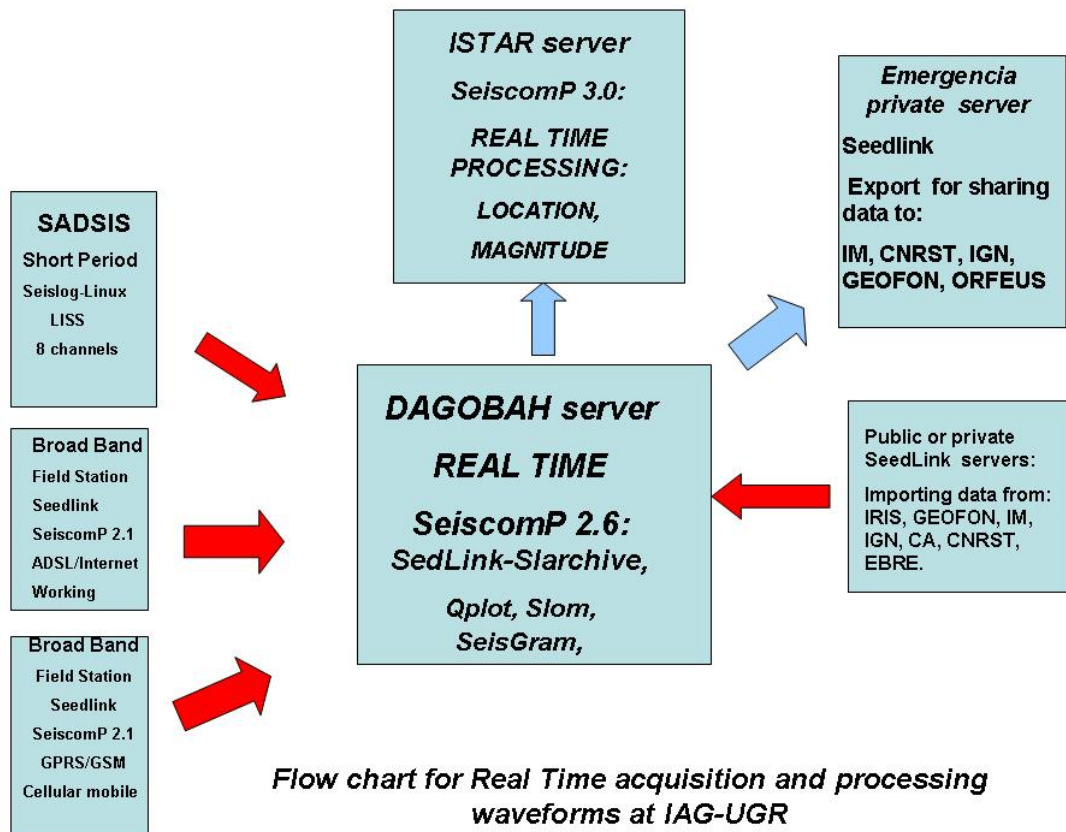 ISTAR server
SeiscomP 3.0:
REAL TIME
PROCESSING:
LOCATION,
MAGNITUDE
Emergencia
private server
Seedlink
Export for sharing
data to:
IM, CNRST, IGN,
GEOFON, ORFEUS
SADSIS
Short Period
Seislog-Linux
LISS
8 channels
Broad Band
Field Station
Seedlink
SeiscomP 2.1
ADSL/Internet
Working
Broad Band
Field Station
Seedlink
SeiscomP 2.1
GPRS/GSM
Cellular mobile
DAGOBAH server
REAL TIME
SeiscomP 2.6:
SedLink-Slarchive,
Qplot, Slom,
SeisGram,
Public or private
SeedLink servers:
Importing data from:
IRIS, GEOFON, IM,
IGN, CA, CNRST,
EBRE.
Flow chart for Real Time acquisition and processing
waveforms at IAG-UGR